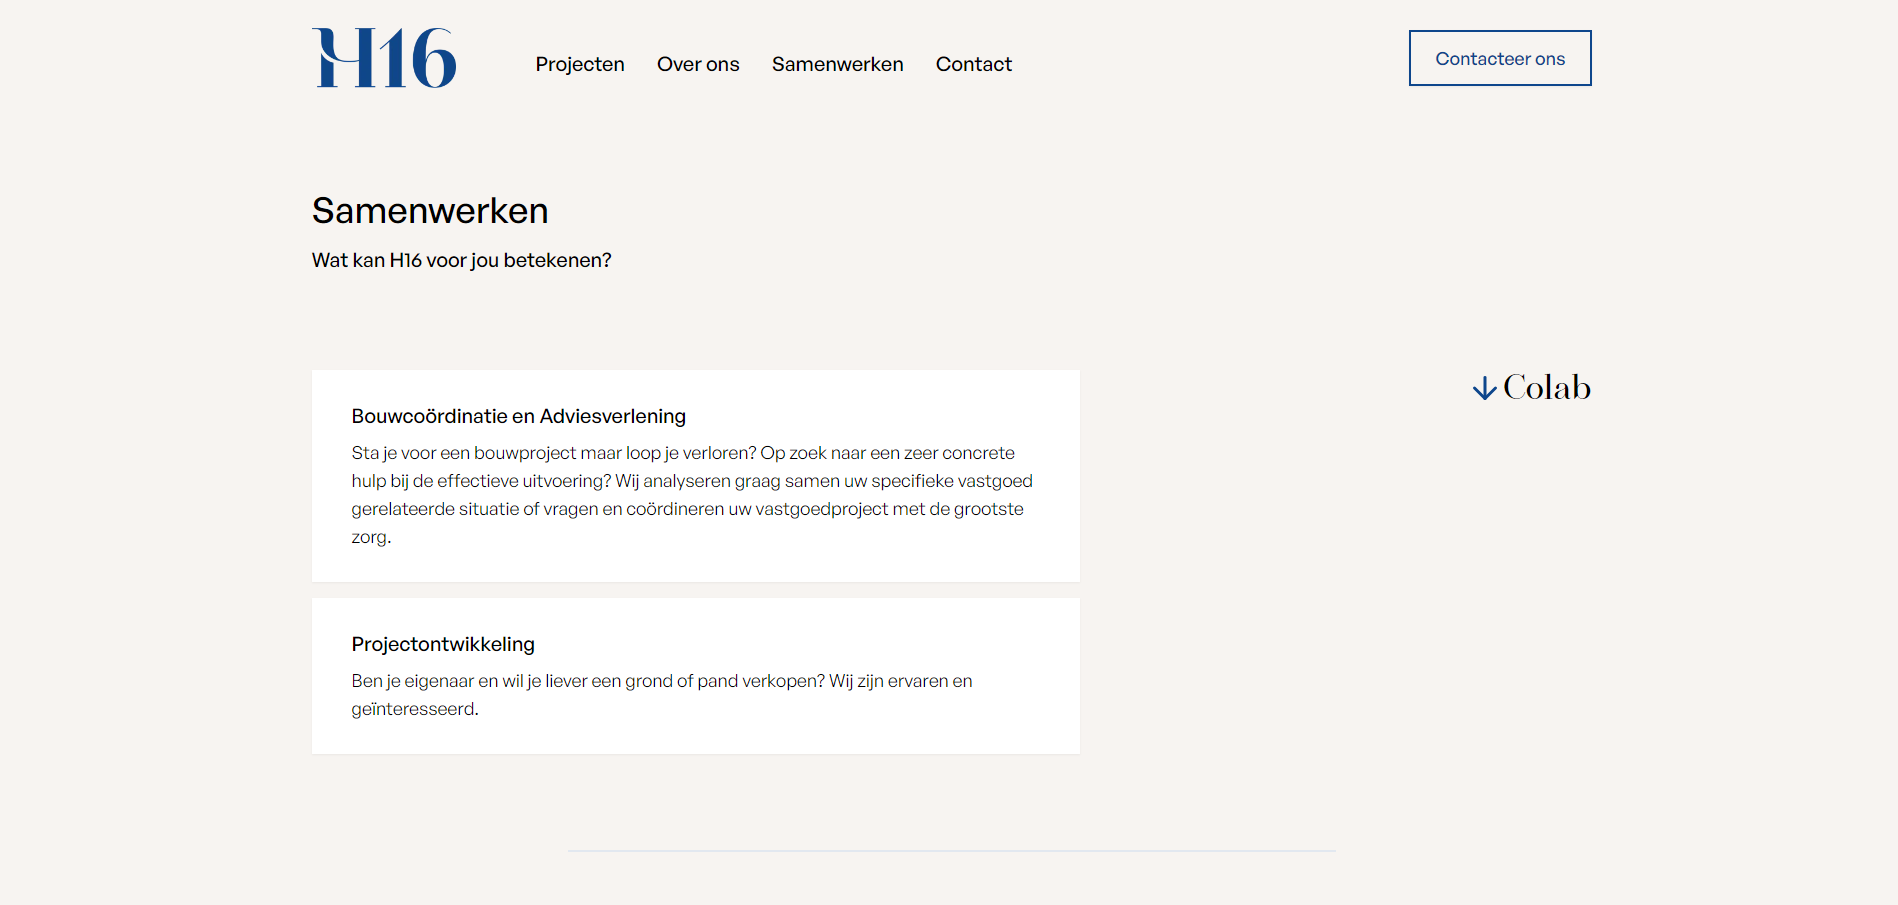 H16
Projecten
Over ons
Samenwerken
Contact
Contacteer ons
Samenwerken
Wat kan H16 voor jou betekenen?
Colab
Bouwcoördinatie en Adviesverlening
Sta je voor een bouwproject maar loop je verloren? Op zoek naar een zeer concrete
hulp bij de effectieve uitvoering? Wij analyseren graag samen uw specifieke vastgoed
gerelateerde situatie of vragen en coördineren uw vastgoedproject met de grootste
zorg.
Projectontwikkeling
Ben je eigenaar en wil je liever een grond of pand verkopen? Wij zijn ervaren en
geïnteresseerd.